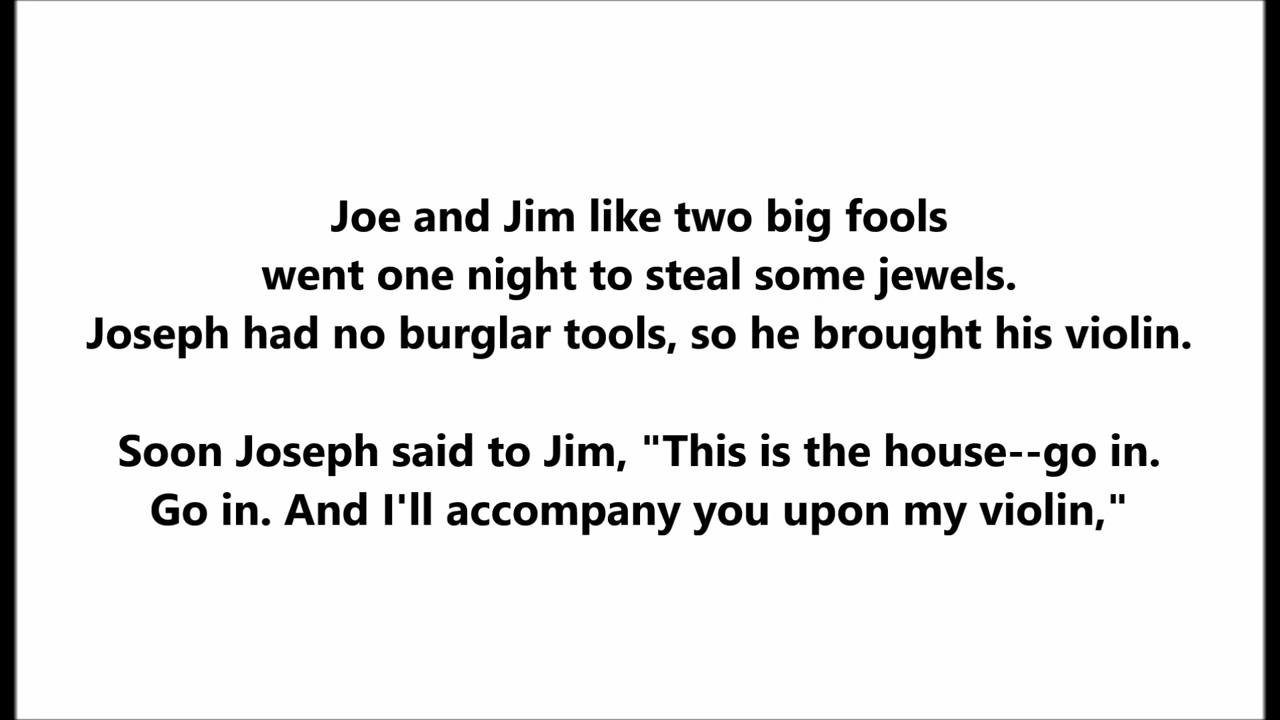 Joe and Jim like two big fools
went one night to steal some jewels.
Joseph had no burglar tools, so he brought his violin.
Soon Joseph said to Jim, "This is the house--go in.
Go in. And I'll accompany you upon my violin,"